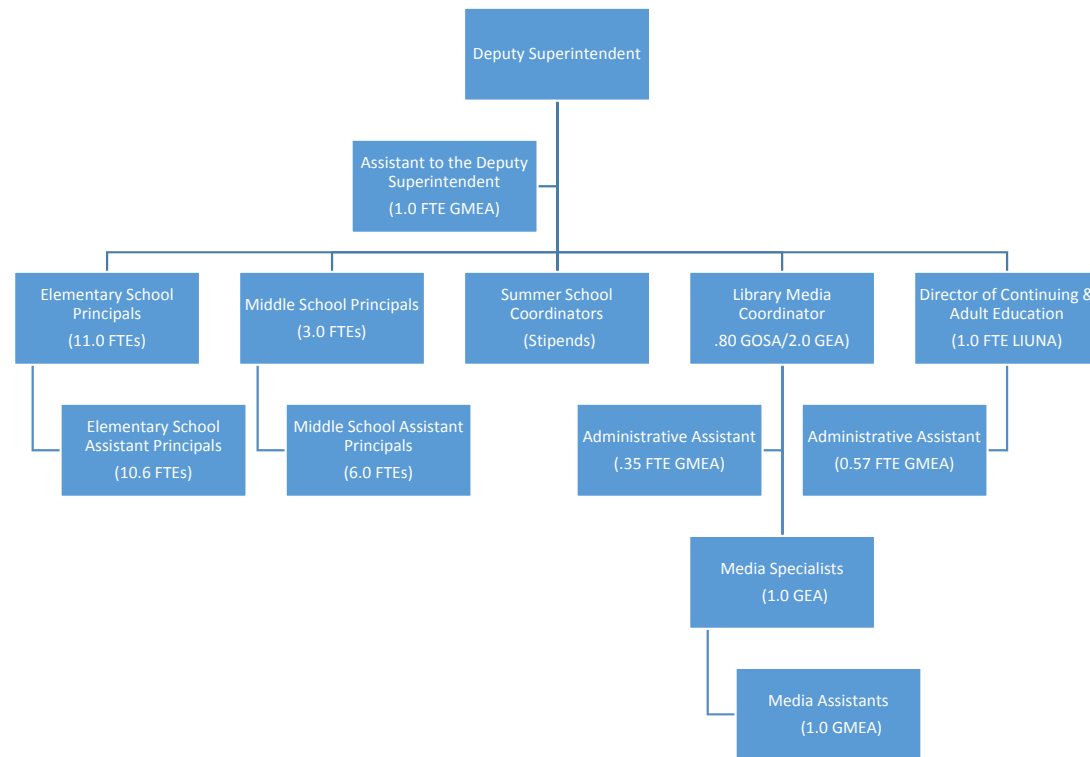 Deputy Superintendent
Assistant to the Deputy
Superintendent
(1.0 FTE GMEA)
Elementary School
Principals
(11.0 FTEs)
Middle School Principals
(3.0 FTEs)
Summer School
Coordinators
(Stipends)
Library Media
Coordinator
.80 GOSA/2.0 GEA)
Director of Continuing &
Adult Education
(1.0 FTE LIUNA)
Elementary School
Assistant Principals
(10.6 FTEs)
Middle School Assistant
Principals
(6.0 FTEs)
Administrative Assistant
(.35 FTE GMEA)
Administrative Assistant
(0.57 FTE GMEA)
Media Specialists
(1.0 GEA)
Media Assistants
(1.0 GMEA)